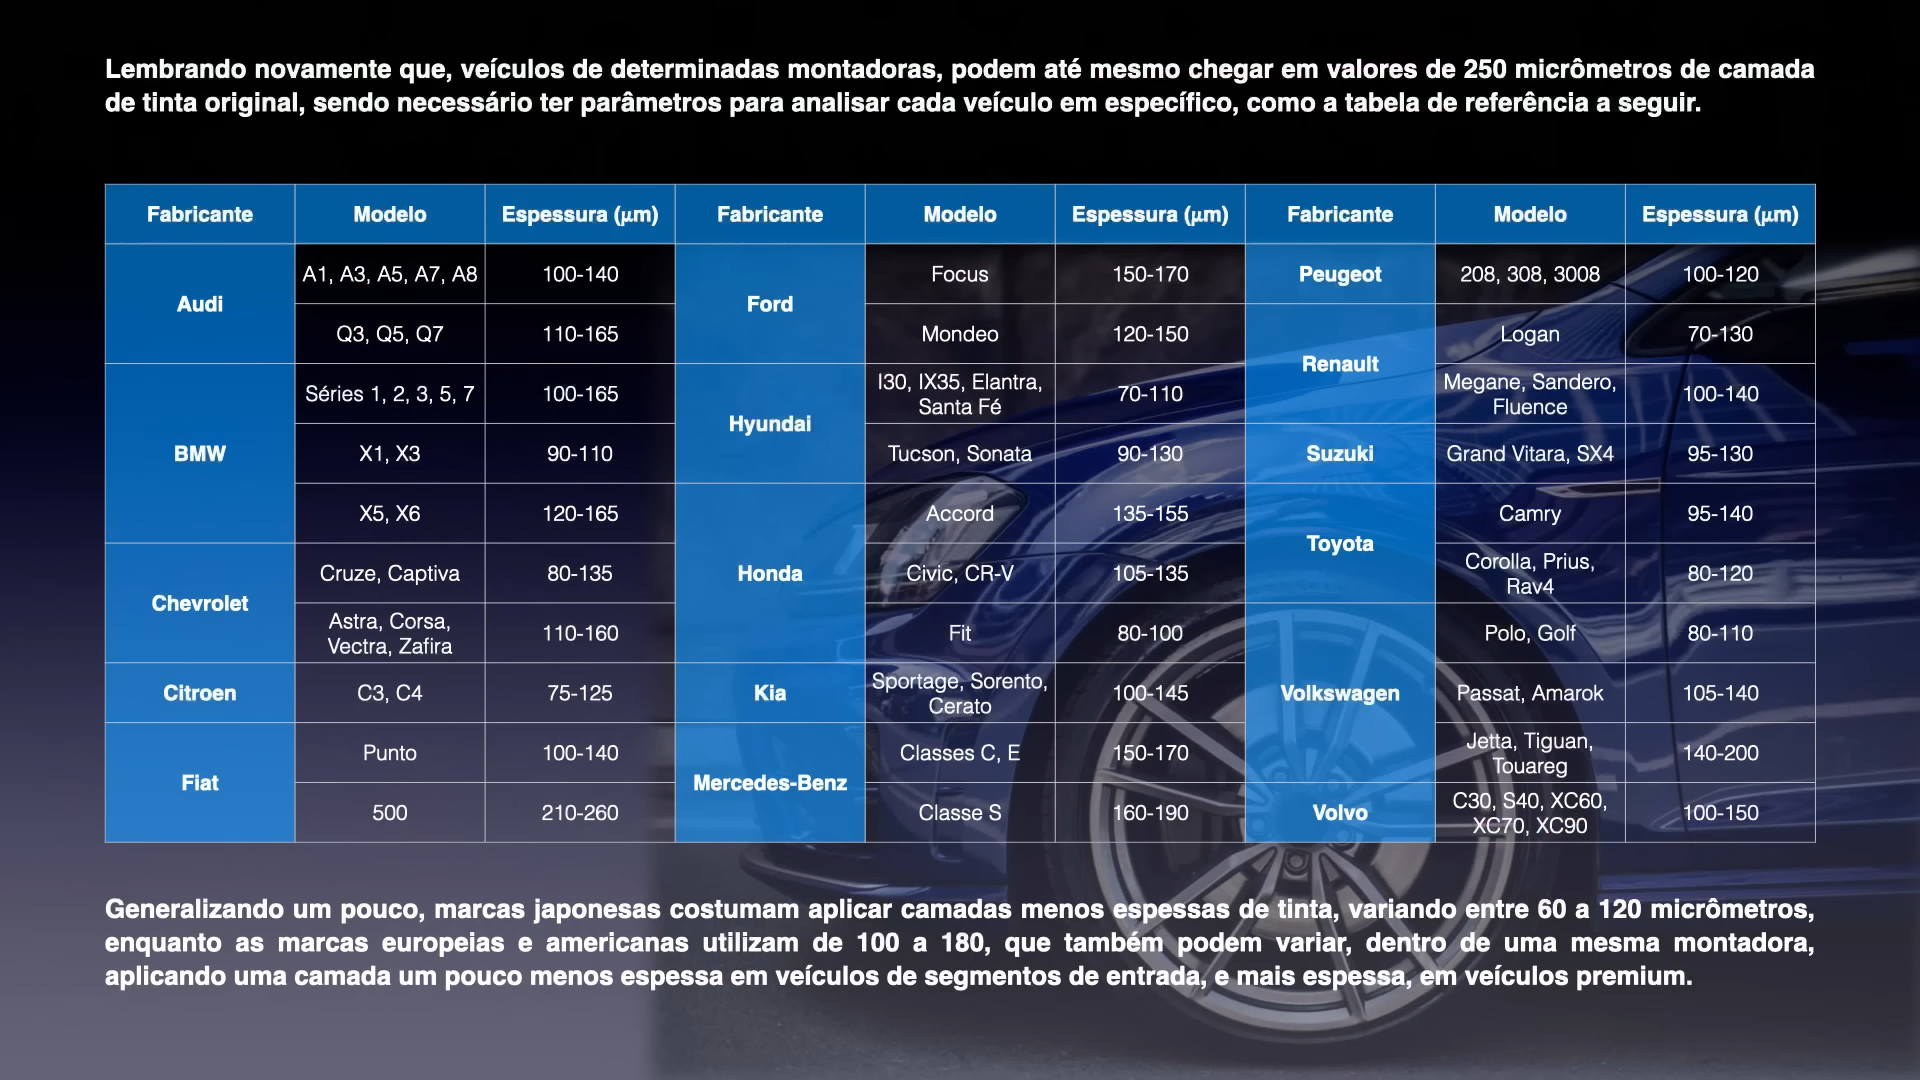 Lembrando novamente que, veículos de determinadas montadoras, podem até mesmo chegar em valores de 250 micrômetros de camada
de tinta original, sendo necessário ter parâmetros para analisar cada veículo em específico, como a tabela de referência a seguir.
Fabricante Modelo Espessura (μm) Fabricante Modelo Espessura (μm) Fabricante Modelo Espessura (μm)
Audi
A1, A3, A5, A7, A8 100-140
Q3, Q5, Q7 110-165
BMW
Séries 1, 2, 3, 5, 7 100-165
X1, X3 90-110
X5, X6 120-165
Chevrolet
Cruze, Captiva 80-135
Astra, Corsa,
Vectra, Zafira
110-160
Citroen C3, C4 75-125
Fiat
Punto 100-140
500 210-260
Ford
Focus 150-170
Mondeo 120-150
Hyundai
I30, IX35, Elantra,
Santa Fé
70-110
Tucson, Sonata 90-130
Honda
Accord 135-155
Civic, CR-V 105-135
Fit 80-100
Kia
Sportage, Sorento,
Cerato
100-145
Mercedes-Benz
Classes C, E 150-170
Classe S 160-190
Peugeot 208, 308, 3008 100-120
Renault
Logan 70-130
Megane, Sandero,
Fluence
100-140
Suzuki Grand Vitara, SX4 95-130
Toyota
Camry 95-140
Corolla, Prius,
Rav4
80-120
Volkswagen
Polo, Golf 80-110
Passat, Amarok 105-140
Jetta, Tiguan,
Touareg
140-200
Volvo
C30, S40, XC60,
XC70, XC90
100-150
Generalizando um pouco, marcas japonesas costumam aplicar camadas menos espessas de tinta, variando entre 60 a 120 micrômetros,
enquanto as marcas europeias e americanas utilizam de 100 a 180, que também podem variar, dentro de uma mesma montadora,
aplicando uma camada um pouco menos espessa em veículos de segmentos de entrada, e mais espessa, em veículos premium.